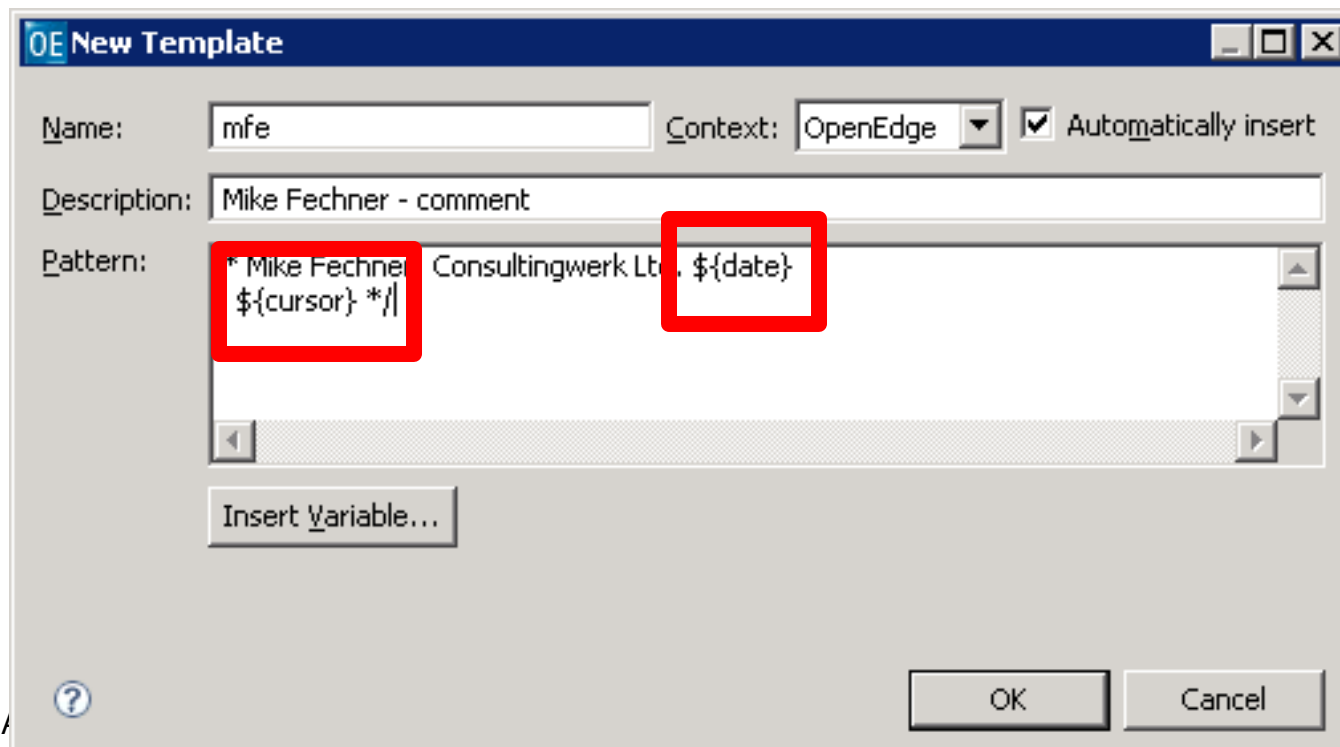 OE New Template
Name: mfe Context: OpenEdge Automatically insert
Description: Mike Fechner - comment
Pattern: * Mike Fechner Consultingwerk Ltd. ${date}
${cursor} */
Insert Variable...
? OK Cancel